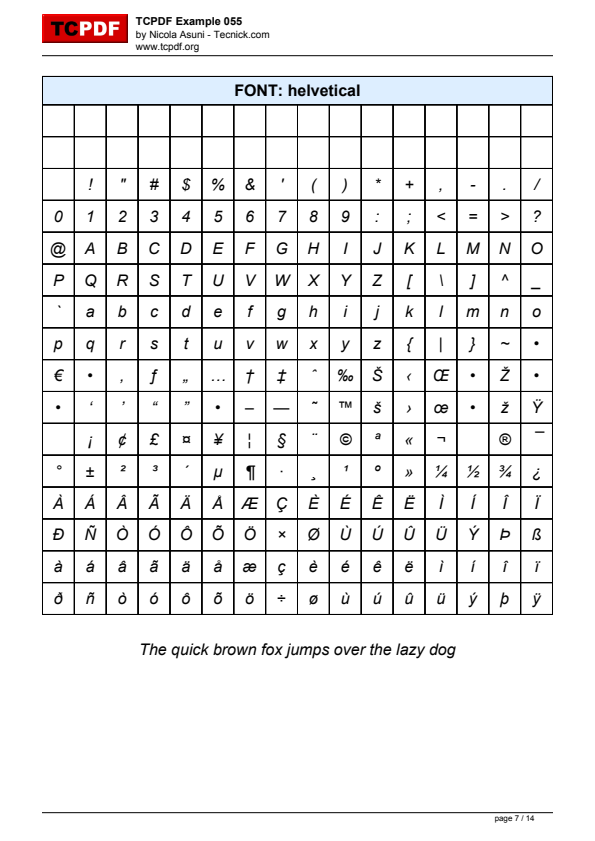 TCPDF
TCPDF Example 055
by Nicola Asuni - Tecnick.com
www.tcpdf.org
FONT: helvetical
! " # $ % & ' ( ) * + , - . /
0 1 2 3 4 5 6 7 8 9 : ; < = > ?
@ A B C D E F G H I J K L M N O
P Q R S T U V W X Y Z [ \ ] ^ _
` a b c d e f g h i j k l m n o
p q r s t u v w x y z { | } ~ •
€ • ‚ ƒ „ … † ‡ ˆ ‰ Š ‹ Œ • Ž •
• ‘ ’ “ ” • – — ˜ ™ š › œ • ž Ÿ
¡ ¢ £ ¤ ¥ ¦ § ¨ © ª « ¬ ® ¯
° ± ² ³ ´ µ ¶ · ¸ ¹ º » ¼ ½ ¾ ¿
À Á Â Ã Ä Å Æ Ç È É Ê Ë Ì Í Î Ï
Ð Ñ Ò Ó Ô Õ Ö × Ø Ù Ú Û Ü Ý Þ ß
à á â ã ä å æ ç è é ê ë ì í î ï
ð ñ ò ó ô õ ö ÷ ø ù ú û ü ý þ ÿ
The quick brown fox jumps over the lazy dog
page 7 / 14